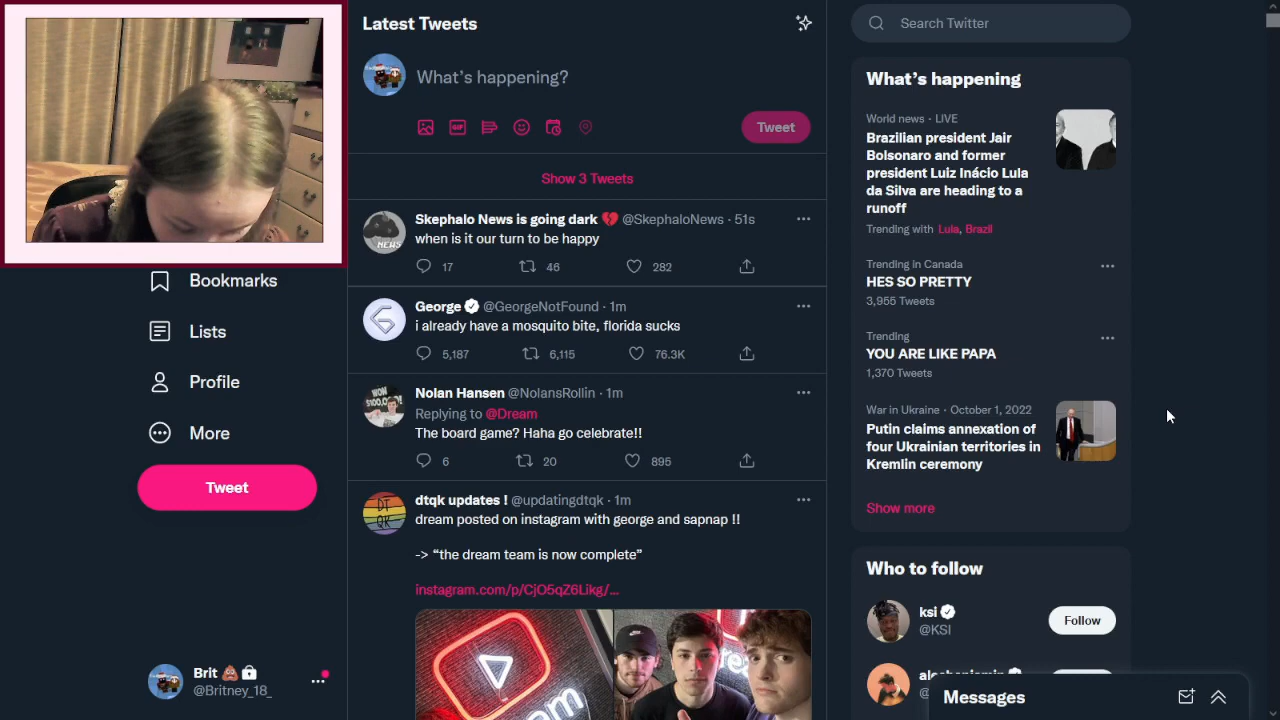 Latest Tweets
What's happening?
GIF
Tweet
Show 3 Tweets
Skephalo News is going dark 💔 @SkephaloNews · 51s
when is it our turn to be happy
17 46 282
NEWS
George @GeorgeNotFound · 1m
i already have a mosquito bite, florida sucks
5,187 6,115 76.3K
Nolan Hansen @NolansRollin · 1m
Replying to @Dream
The board game? Haha go celebrate!!
6 20 895
WON
$100,0
dtqk updates ! @updatingdtqk · 1m
dream posted on instagram with george and sapnap !!
-> “the dream team is now complete”
instagram.com/p/CjO5qZ6Likg/...
DT
QK
Bookmarks
Lists
Profile
More
Tweet
Brit 💩
@Britney_18_
Search Twitter
What's happening
World news · LIVE
Brazilian president Jair
Bolsonaro and former
president Luiz Inácio Lula
da Silva are heading to a
runoff
Trending with Lula, Brazil
Trending in Canada
HES SO PRETTY
3,955 Tweets
Trending
YOU ARE LIKE PAPA
1,370 Tweets
War in Ukraine · October 1, 2022
Putin claims annexation of
four Ukrainian territories in
Kremlin ceremony
Show more
Who to follow
ksi
@KSI
Follow
Messages